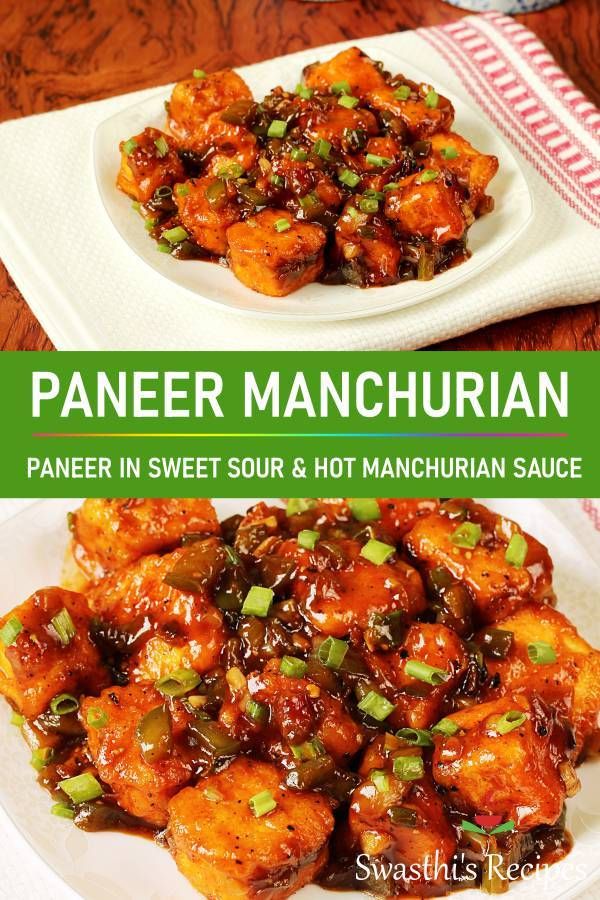 PANEER MANCHURIAN
PANEER IN SWEET SOUR & HOT MANCHURIAN SAUCE
Swasthi's Recipes